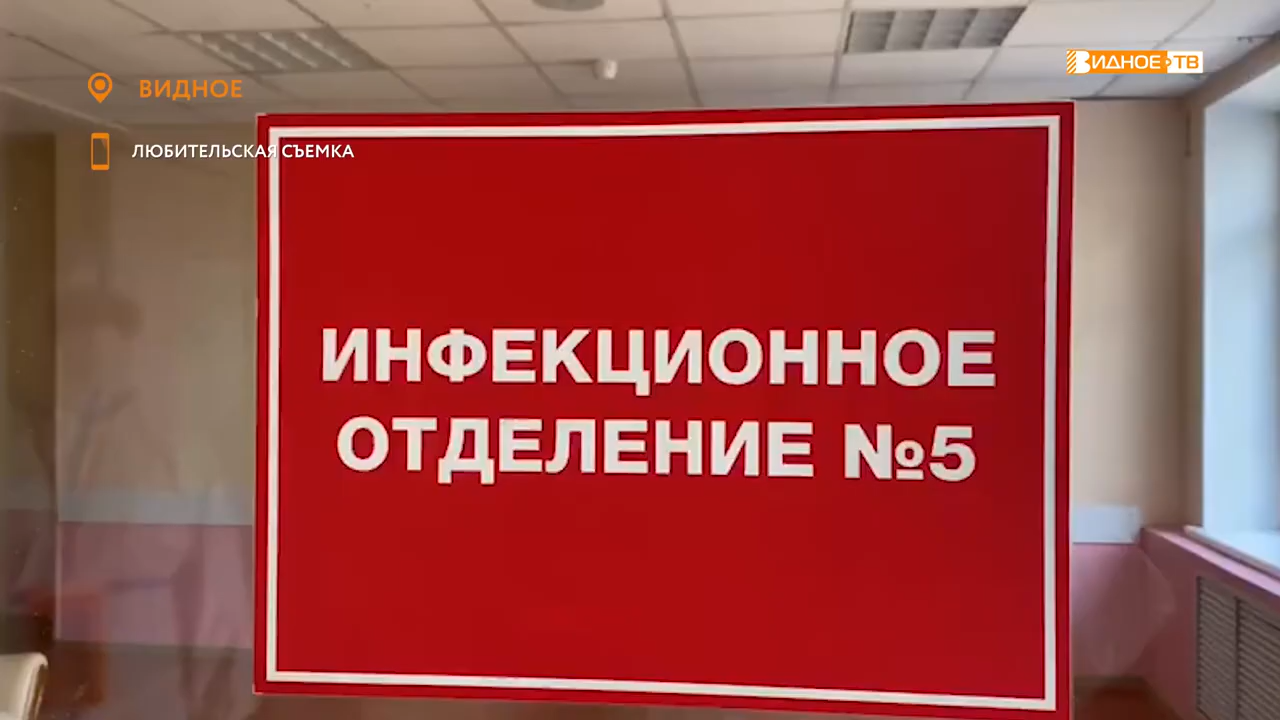 ВИДНОЕ
ВИДНОЕ ТВ
ЛЮБИТЕЛЬСКАЯ СЪЕМКА
ИНФЕКЦИОННОЕ
ОТДЕЛЕНИЕ №5